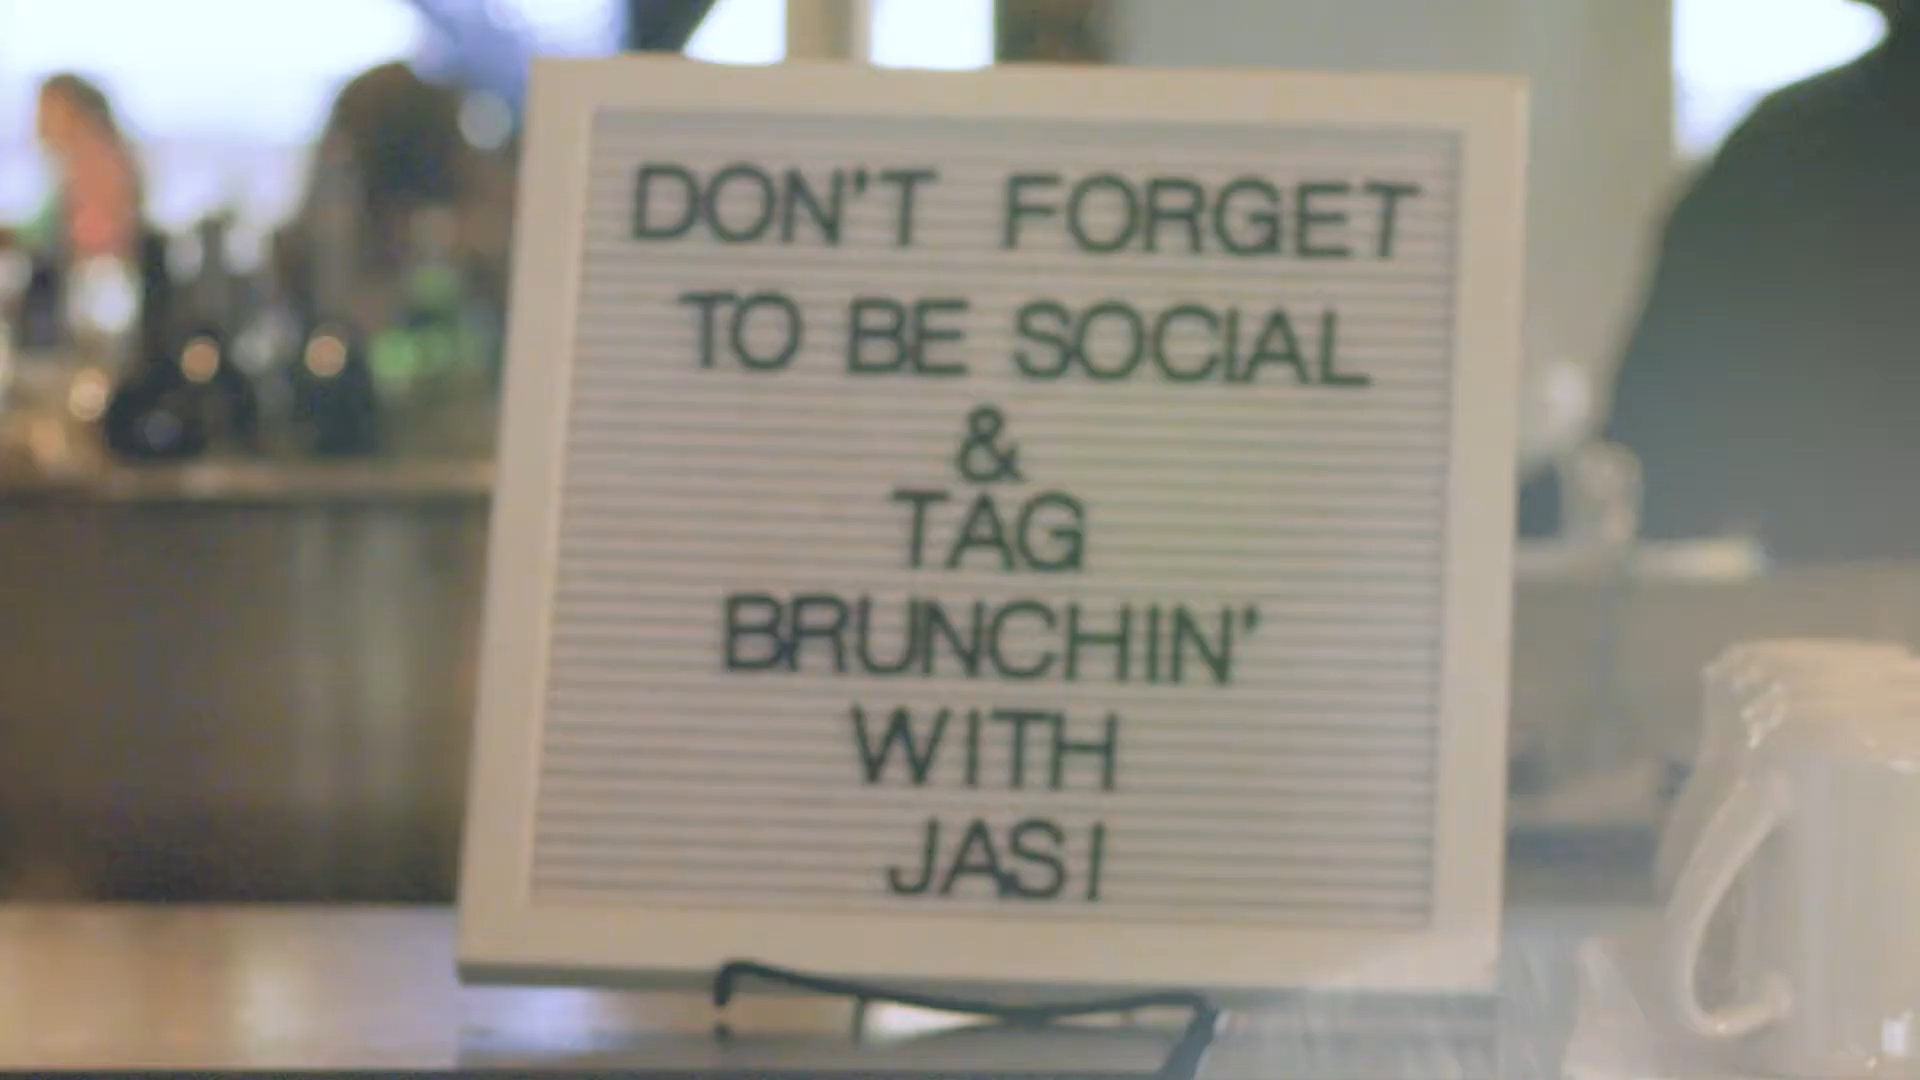 DON'T FORGET
TO BE SOCIAL
&
TAG
BRUNCHIN'
WITH
JAS!